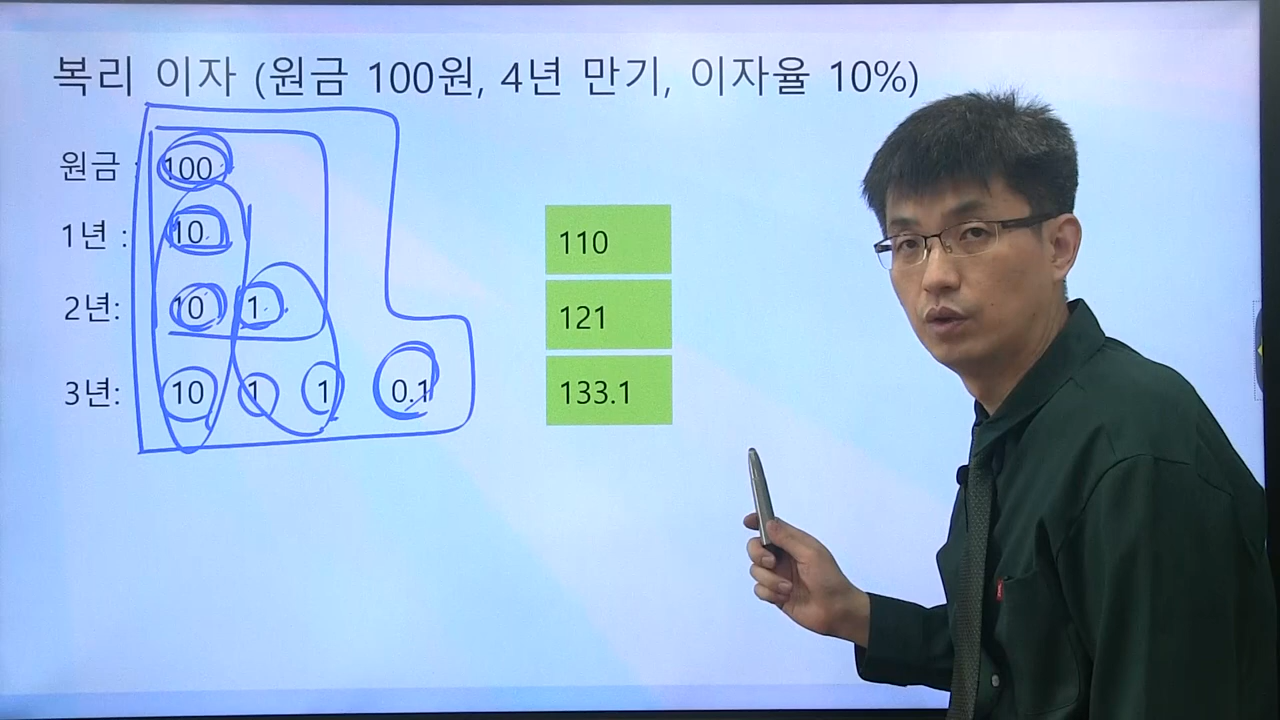 복리 이자 (원금 100원, 4년 만기, 이자율 10%)
원금 : 100
1년 : 10 110
2년: 10 1 121
3년: 10 1 1 0.1 133.1